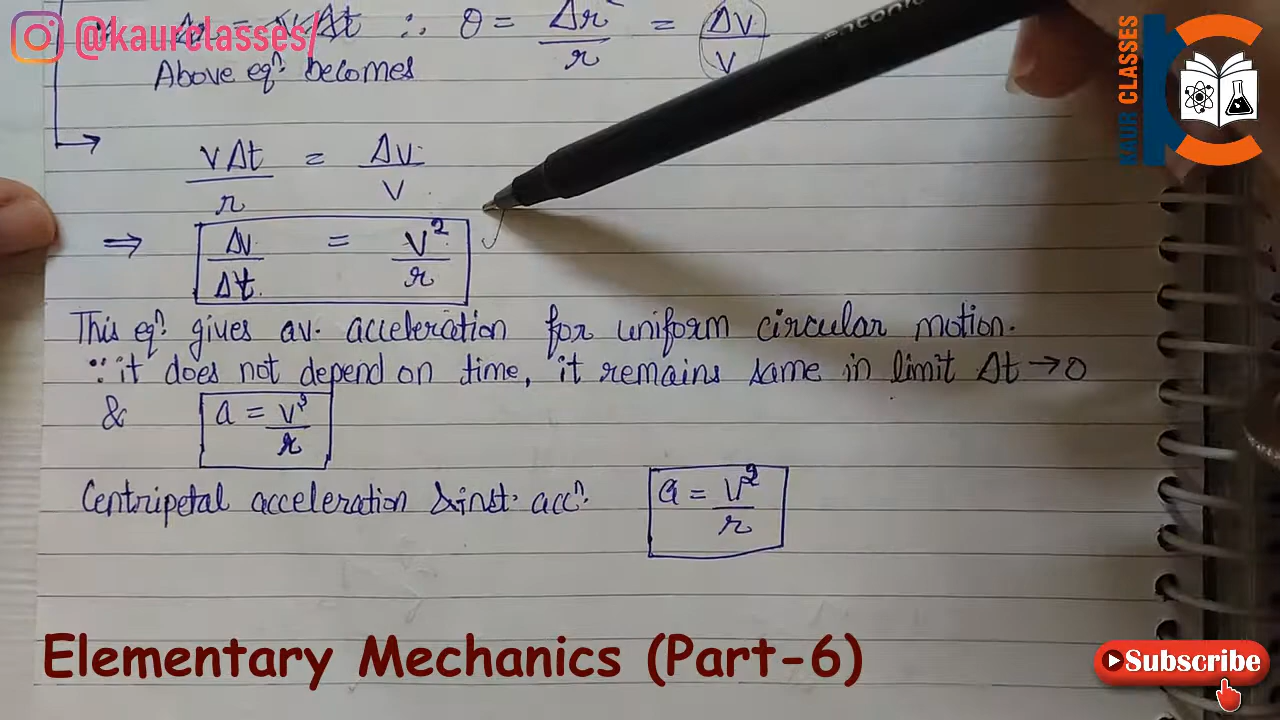 @kaurclasses/
Δr = vΔt ∴ θ = Δr/r = Δv/v
Above eqⁿ. becomes
vΔt/r = Δv/v
⇒ Δv/Δt = v²/r
This eqⁿ. gives av. acceleration for uniform circular motion.
∵ it does not depend on time, it remains same in limit Δt → 0
& a = v²/r
Centripetal acceleration & inst. accⁿ. a = v²/r
KAUR CLASSES
Elementary Mechanics (Part-6)
Subscribe